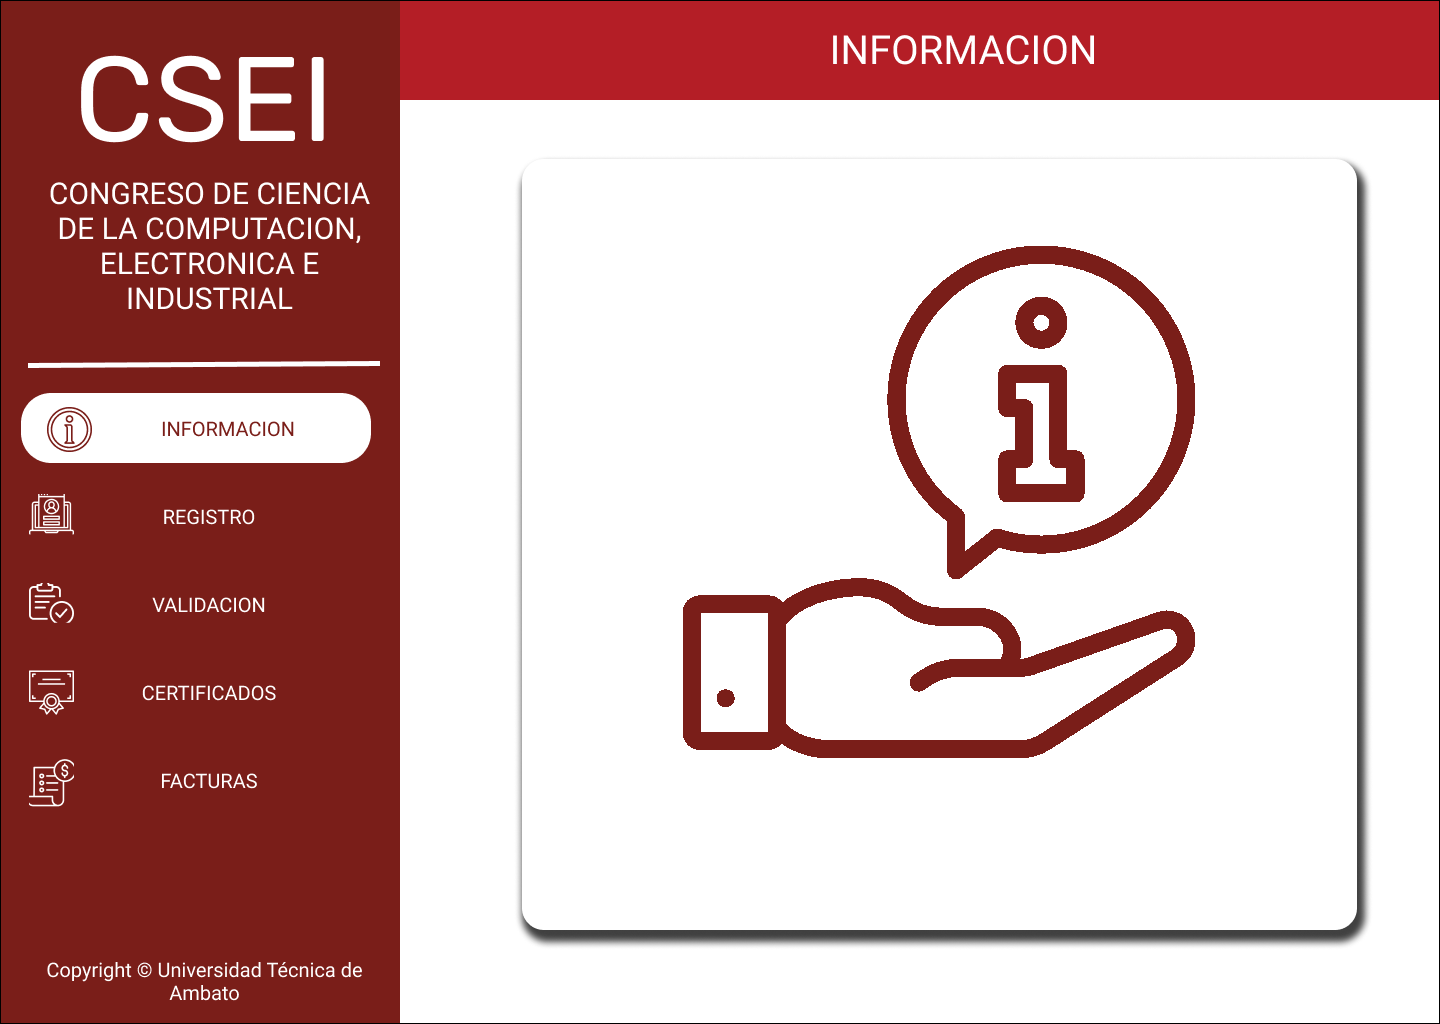 CSEI
CONGRESO DE CIENCIA
DE LA COMPUTACION,
ELECTRONICA E
INDUSTRIAL
INFORMACION
REGISTRO
VALIDACION
CERTIFICADOS
FACTURAS
Copyright © Universidad Técnica de
Ambato
INFORMACION